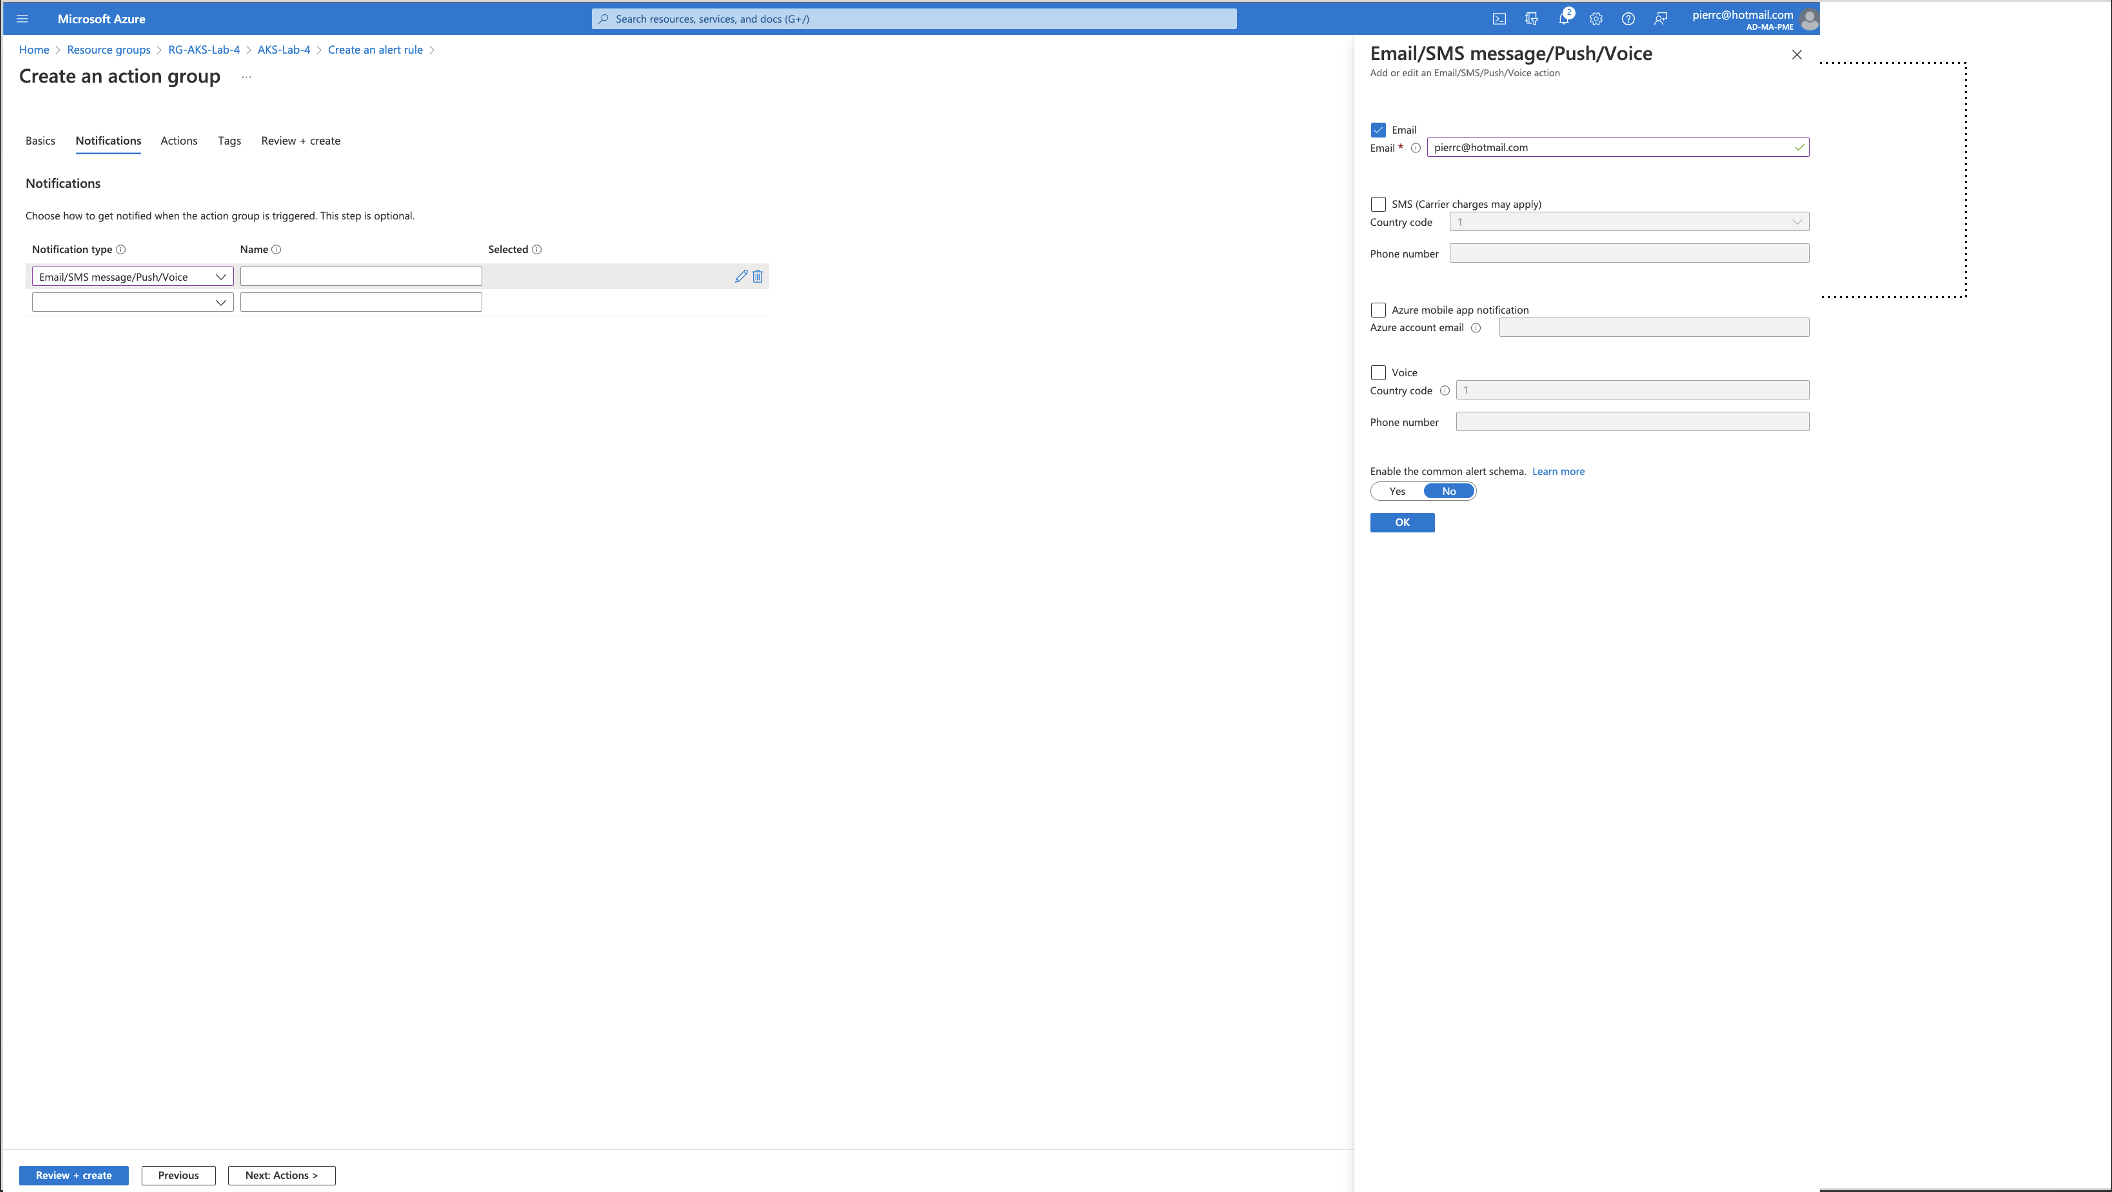 Microsoft Azure
Search resources, services, and docs (G+/)
2
pierrc@hotmail.com
AD-MA-PME
Home > Resource groups > RG-AKS-Lab-4 > AKS-Lab-4 > Create an alert rule >
Create an action group ...
Basics Notifications Actions Tags Review + create
Notifications
Choose how to get notified when the action group is triggered. This step is optional.
Notification type Name Selected
Email/SMS message/Push/Voice
Review + create Previous Next: Actions >
Email/SMS message/Push/Voice
Add or edit an Email/SMS/Push/Voice action
Email
Email * pierrc@hotmail.com
SMS (Carrier charges may apply)
Country code 1
Phone number
Azure mobile app notification
Azure account email
Voice
Country code 1
Phone number
Enable the common alert schema. Learn more
Yes No
OK